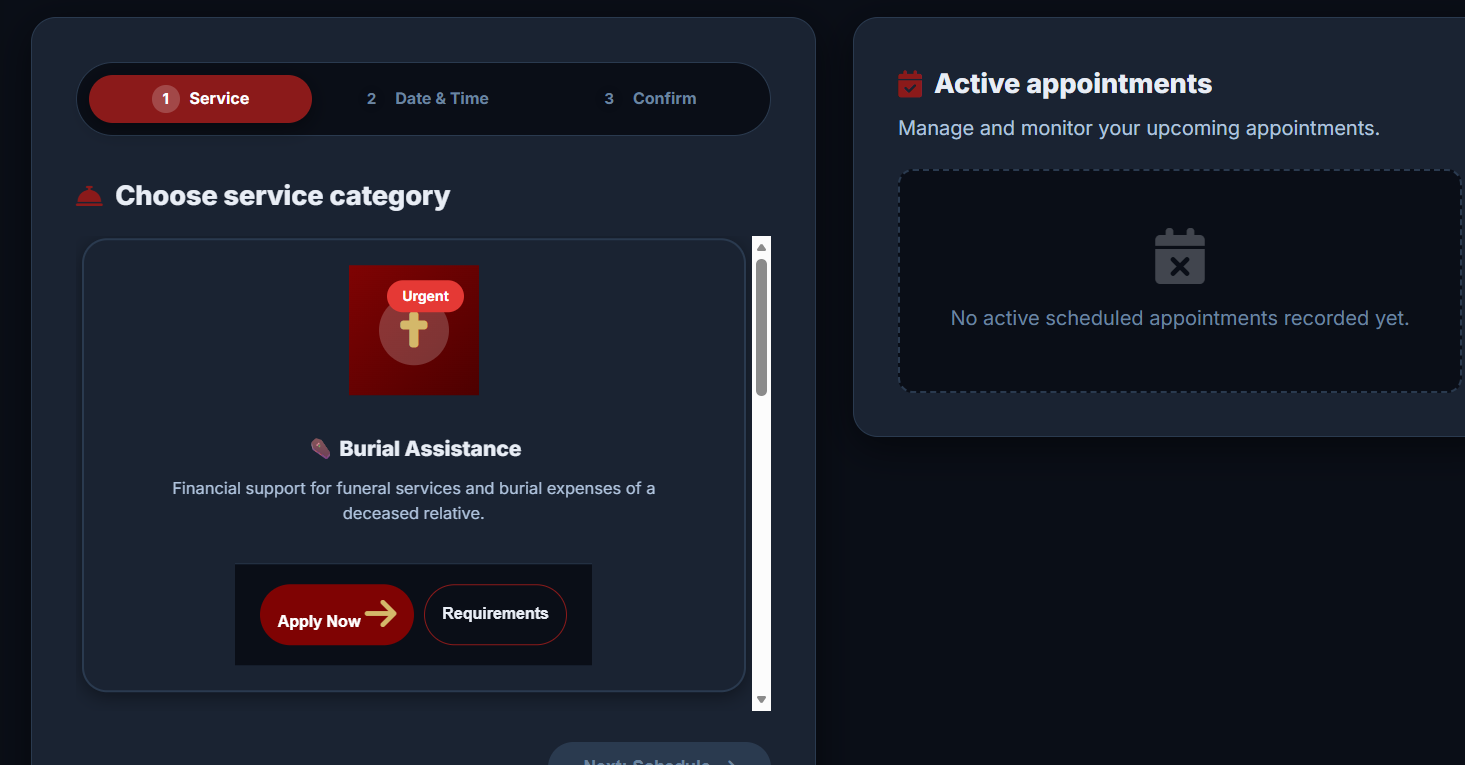 1 Service
2 Date & Time
3 Confirm
Choose service category
Urgent
Burial Assistance
Financial support for funeral services and burial expenses of a
deceased relative.
Apply Now
Requirements
Next: Schedule
Active appointments
Manage and monitor your upcoming appointments.
No active scheduled appointments recorded yet.